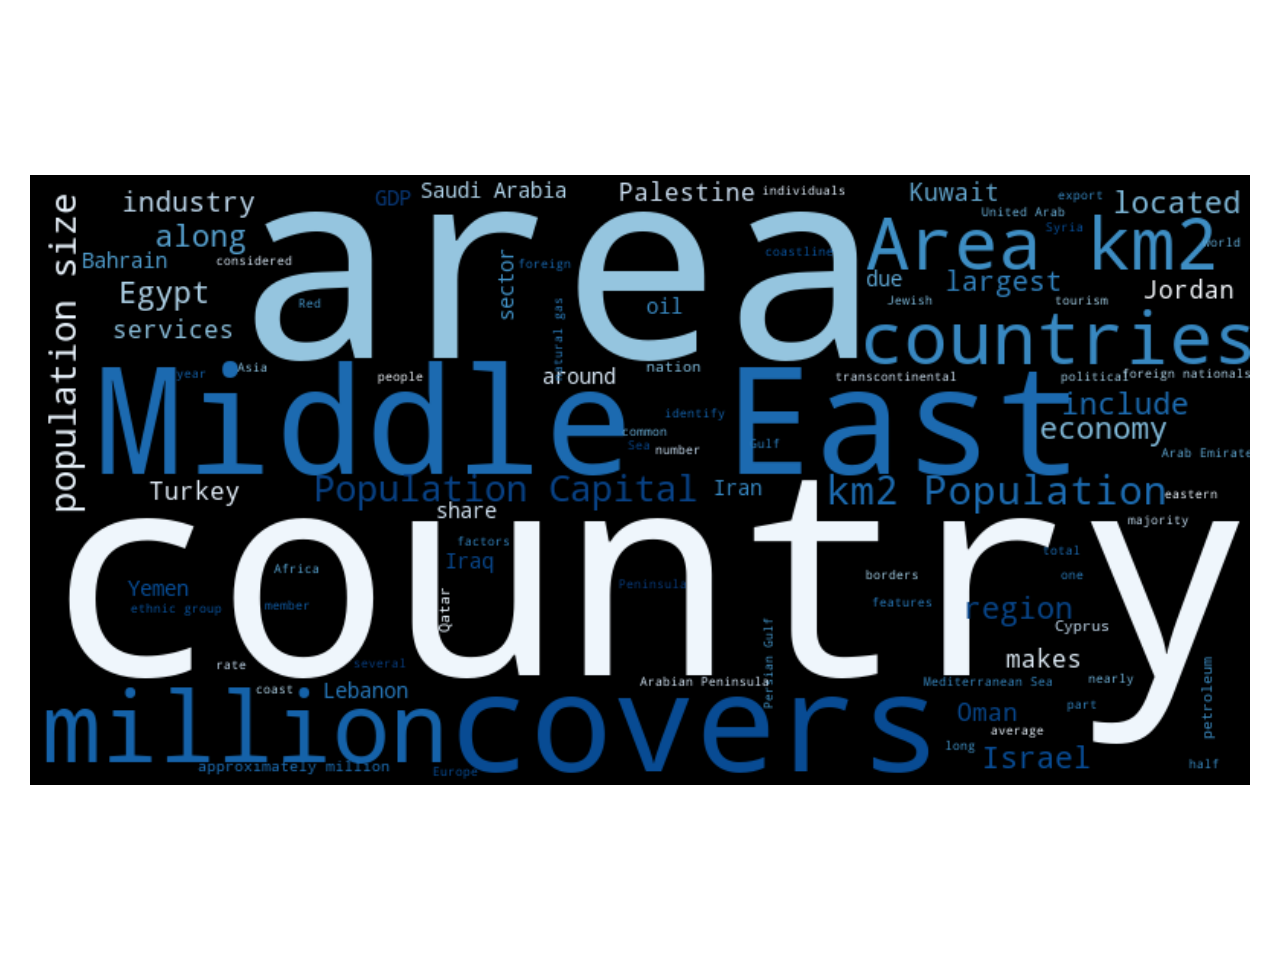 population size
industry
GDP
Saudi Arabia
Palestine
individuals
Kuwait
export
located
United Arab
Syria
along
area
Area km2
world
Bahrain
considered
sector
foreign
coastline
due
largest
Egypt
Red
oil
Jewish
tourism
Jordan
services
natural gas
countries
year
Asia
people
around
nation
transcontinental
political
foreign nationals
Middle East
identify
include
common
Sea
number
Gulf
economy
Arab Emirate
Turkey
Population Capital
Iran
km2 Population
eastern
share
majority
country
factors
Iraq
total
Africa
Yemen
Peninsula
borders
one
ethnic group
member
Qatar
features
region
Cyprus
Persian Gulf
rate
several
makes
coast
Lebanon
Arabian Peninsula
Mediterranean Sea
nearly
petroleum
million
covers
Oman
part
average
long
Israel
approximately million
Europe
half